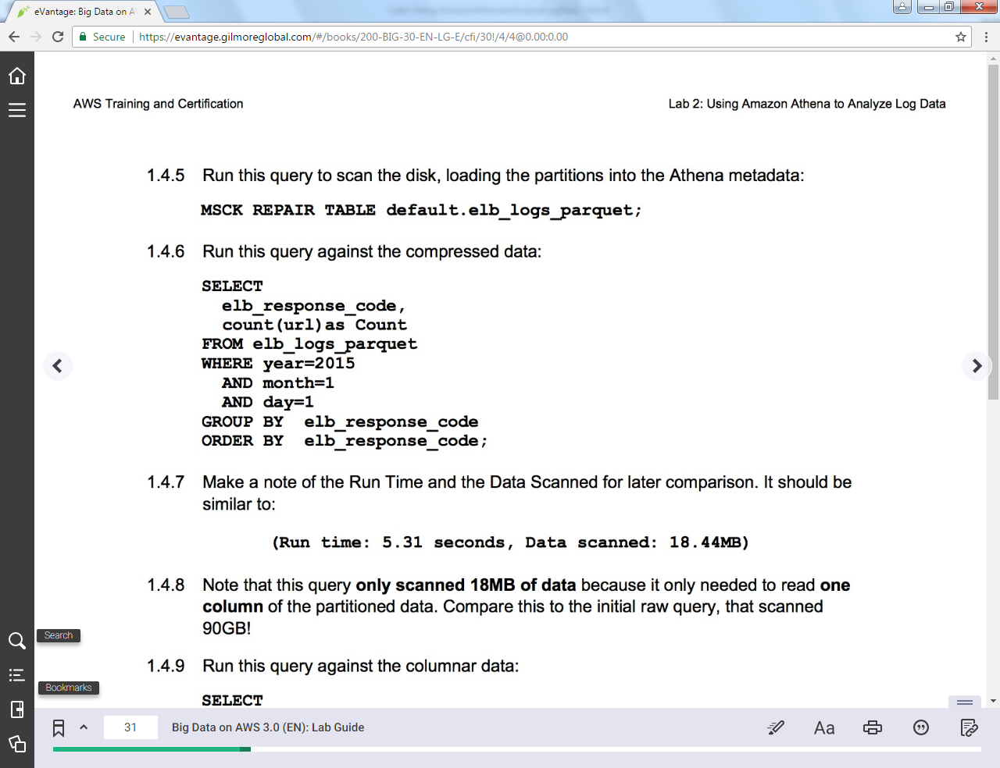 eVantage: Big Data on A
Secure
https://evantage.gilmoreglobal.com/#/books/200-BIG-30-EN-LG-E/cfi/30!/4/4@0.00:0.00
AWS Training and Certification
Lab 2: Using Amazon Athena to Analyze Log Data
1.4.5 Run this query to scan the disk, loading the partitions into the Athena metadata:
MSCK REPAIR TABLE default.elb_logs_parquet;
1.4.6 Run this query against the compressed data:
SELECT
elb_response_code,
count(url)as Count
FROM elb_logs_parquet
WHERE year=2015
AND month=1
AND day=1
GROUP BY elb_response_code
ORDER BY elb_response_code;
1.4.7 Make a note of the Run Time and the Data Scanned for later comparison. It should be
similar to:
(Run time: 5.31 seconds, Data scanned: 18.44MB)
1.4.8 Note that this query only scanned 18MB of data because it only needed to read one
column of the partitioned data. Compare this to the initial raw query, that scanned
90GB!
Search
1.4.9 Run this query against the columnar data:
Bookmarks
SELECT
31
Big Data on AWS 3.0 (EN): Lab Guide
Aa